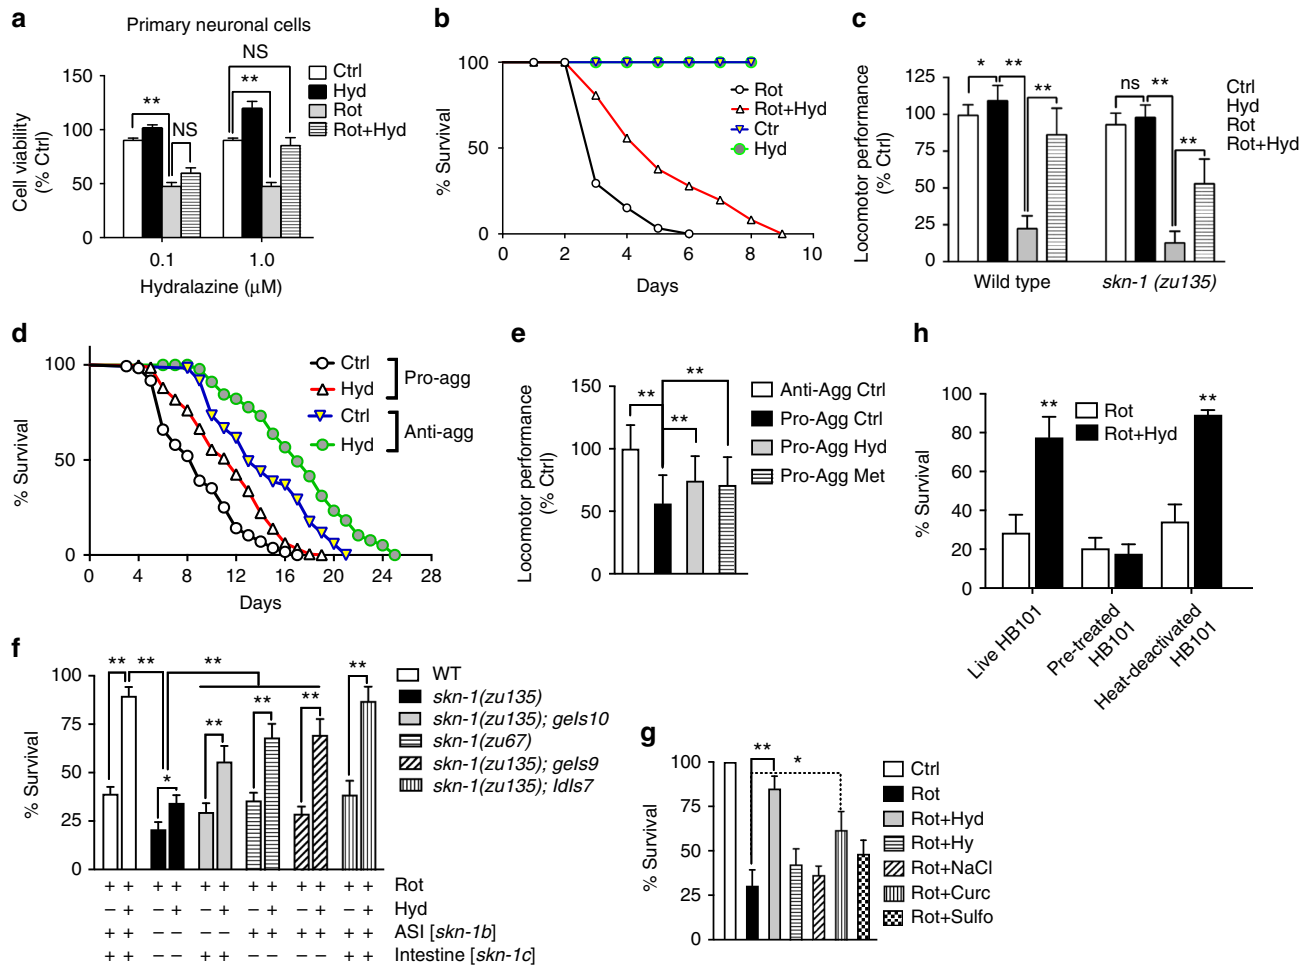 a
Primary neuronal cells
NS
**
**
NS
150
100
50
0
Cell viability
(% Ctrl)
Ctrl
Hyd
Rot
Rot+Hyd
0.1
1.0
Hydralazine (μM)
b
100
50
0
% Survival
Rot
Rot+Hyd
Ctr
Hyd
0 2 4 6 8 10
Days
c
125
100
75
50
25
0
Locomotor performance
(% Ctrl)
* ** **
ns ** **
Ctrl
Hyd
Rot
Rot+Hyd
Wild type
skn-1 (zu135)
d
100
50
0
% Survival
Ctrl
Hyd
Pro-agg
Ctrl
Hyd
Anti-agg
0 4 8 12 16 20 24 28
Days
e
150
100
50
0
Locomotor performance
(% Ctrl)
**
**
**
Anti-Agg Ctrl
Pro-Agg Ctrl
Pro-Agg Hyd
Pro-Agg Met
h
100
80
60
40
20
0
% Survival
Rot
Rot+Hyd
**
**
Live HB101
Pre-treated
HB101
Heat-deactivated
HB101
f
100
75
50
25
0
% Survival
** ** ** **
* ** ** **
WT
skn-1(zu135)
skn-1(zu135); geIs10
skn-1(zu67)
skn-1(zu135); geIs9
skn-1(zu135); IdIs7
+ + + + + + + + + + + + Rot
− + − + − + − + − + − + Hyd
+ + − − − − + + + + + + ASI [skn-1b]
+ + − − + + − − − − + + Intestine [skn-1c]
g
100
75
50
25
0
% Survival
**
*
Ctrl
Rot
Rot+Hyd
Rot+Hy
Rot+NaCl
Rot+Curc
Rot+Sulfo